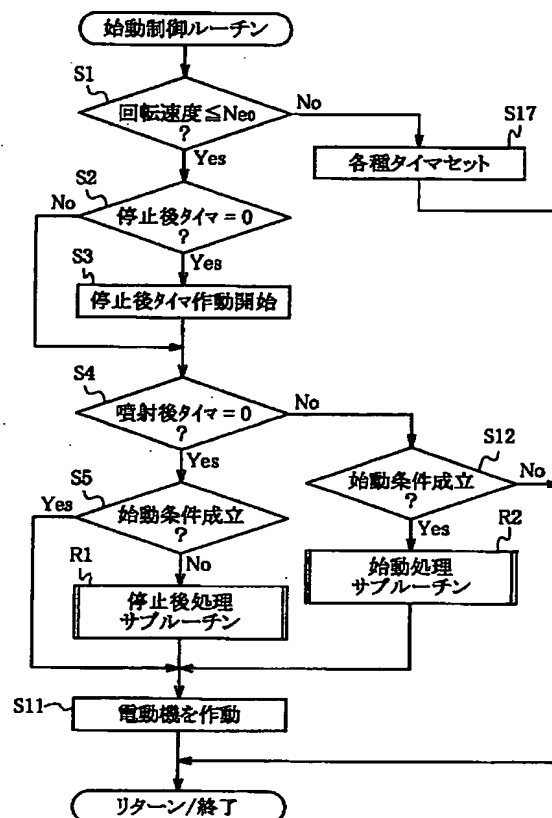 始動制御ルーチン
S1
回転速度≦Ne0
?
No
Yes
S17
各種タイマセット
S2
No
停止後タイマ=0
?
Yes
S3
停止後タイマ作動開始
S4
噴射後タイマ=0
?
No
Yes
S12
始動条件成立
?
No
Yes
S5
Yes
始動条件成立
?
No
R1
停止後処理
サブルーチン
R2
始動処理
サブルーチン
S11
電動機を作動
リターン/終了